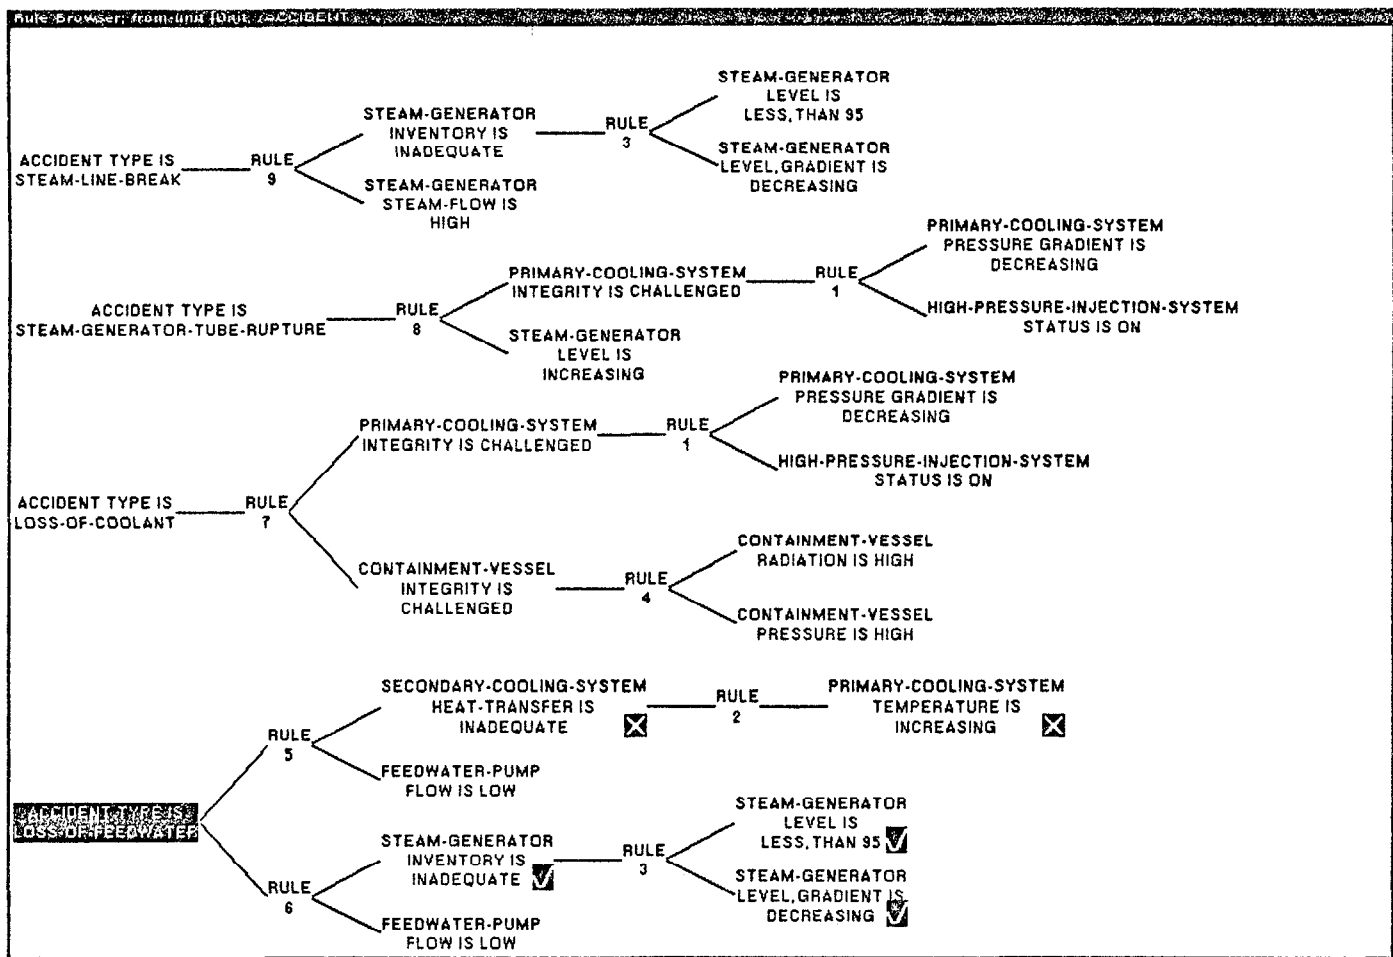 Rule Browser: from unit [Unit: ACCIDENT
STEAM-GENERATOR
LEVEL IS
LESS,THAN 95
STEAM-GENERATOR
INVENTORY IS
INADEQUATE
RULE
3
ACCIDENT TYPE IS
STEAM-LINE-BREAK
RULE
9
STEAM-GENERATOR
LEVEL,GRADIENT IS
DECREASING
STEAM-GENERATOR
STEAM-FLOW IS
HIGH
PRIMARY-COOLING-SYSTEM
PRESSURE GRADIENT IS
DECREASING
PRIMARY-COOLING-SYSTEM
INTEGRITY IS CHALLENGED
RULE
1
ACCIDENT TYPE IS
STEAM-GENERATOR-TUBE-RUPTURE
RULE
8
HIGH-PRESSURE-INJECTION-SYSTEM
STATUS IS ON
STEAM-GENERATOR
LEVEL IS
INCREASING
PRIMARY-COOLING-SYSTEM
PRESSURE GRADIENT IS
DECREASING
PRIMARY-COOLING-SYSTEM
INTEGRITY IS CHALLENGED
RULE
1
HIGH-PRESSURE-INJECTION-SYSTEM
STATUS IS ON
ACCIDENT TYPE IS
LOSS-OF-COOLANT
RULE
7
CONTAINMENT-VESSEL
RADIATION IS HIGH
CONTAINMENT-VESSEL
INTEGRITY IS
CHALLENGED
RULE
4
CONTAINMENT-VESSEL
PRESSURE IS HIGH
SECONDARY-COOLING-SYSTEM
HEAT-TRANSFER IS
INADEQUATE
RULE
2
PRIMARY-COOLING-SYSTEM
TEMPERATURE IS
INCREASING
RULE
5
FEEDWATER-PUMP
FLOW IS LOW
ACCIDENT TYPE IS
LOSS-OF-FEEDWATER
STEAM-GENERATOR
LEVEL IS
LESS,THAN 95
STEAM-GENERATOR
INVENTORY IS
INADEQUATE
RULE
3
STEAM-GENERATOR
LEVEL,GRADIENT IS
DECREASING
RULE
6
FEEDWATER-PUMP
FLOW IS LOW